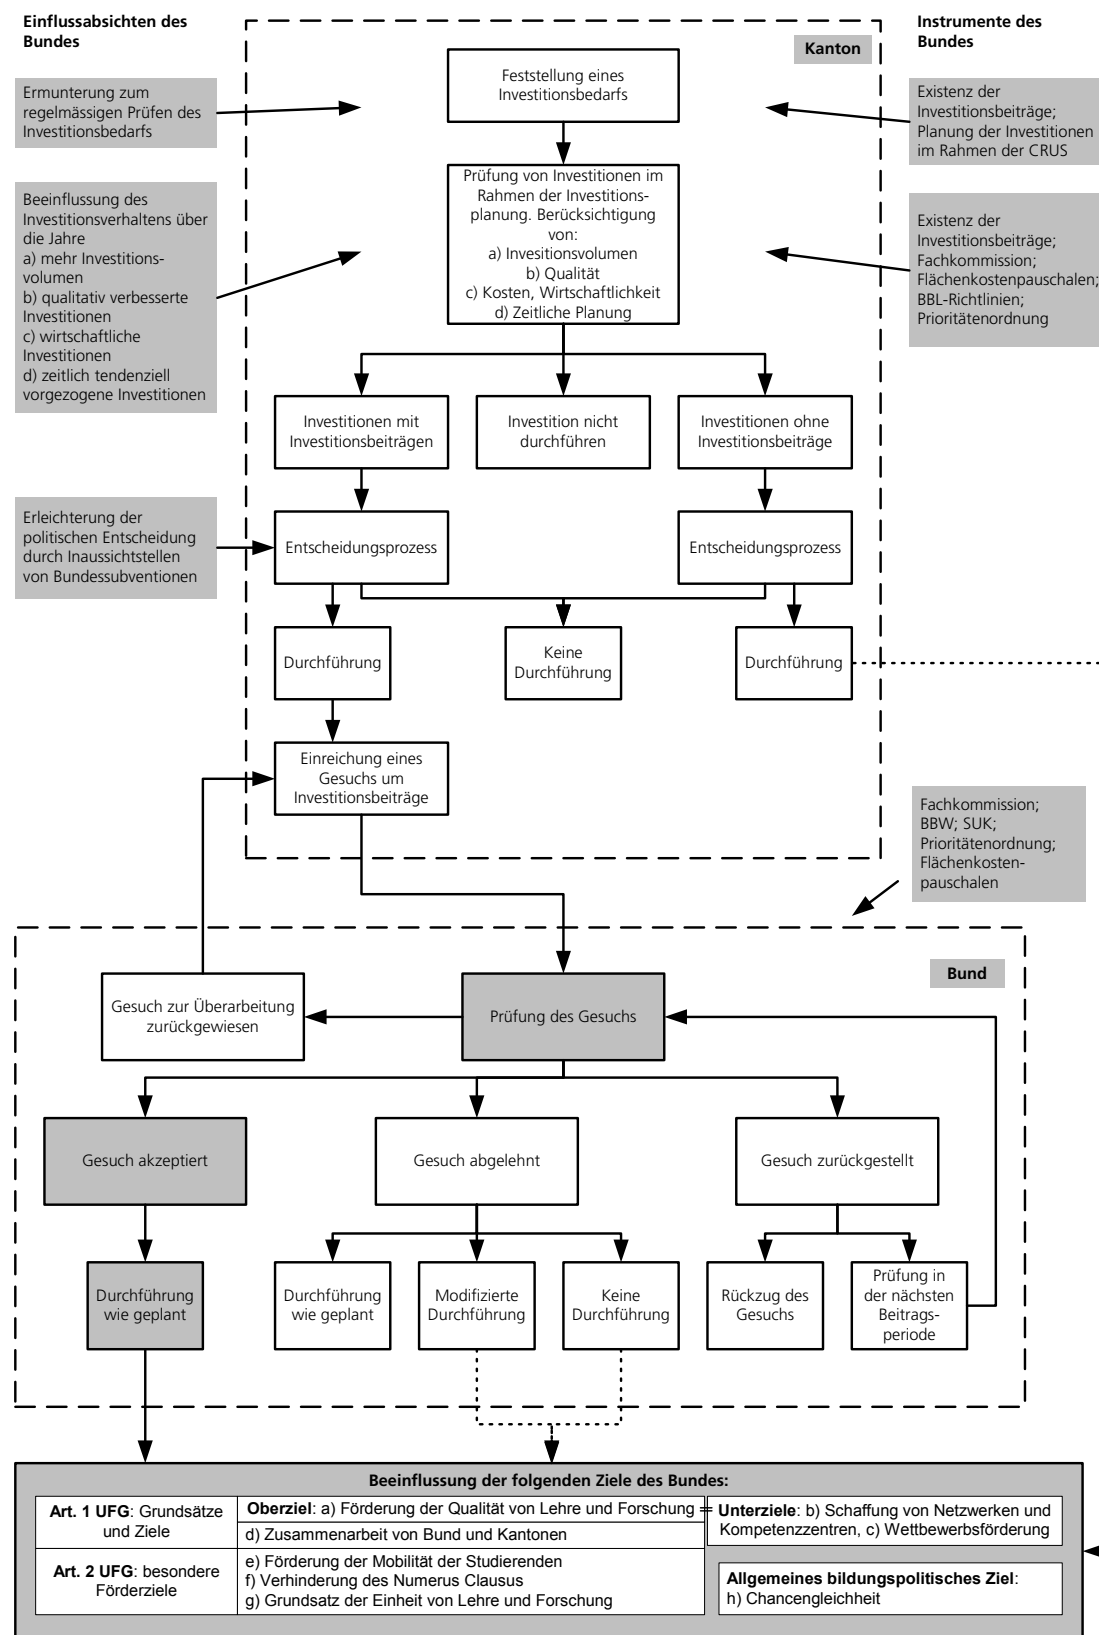 Einflussabsichten des
Bundes
Instrumente des
Bundes
Kanton
Feststellung eines
Investitionsbedarfs
Ermunterung zum
regelmässigen Prüfen des
Investitionsbedarfs
Existenz der
Investitionsbeiträge;
Planung der Investitionen
im Rahmen der CRUS
Prüfung von Investitionen im
Rahmen der Investitions-
planung. Berücksichtigung
von:
a) Invesitionsvolumen
b) Qualität
c) Kosten, Wirtschaftlichkeit
d) Zeitliche Planung
Beeinflussung des
Investitionsverhaltens über
die Jahre
a) mehr Investitions-
volumen
b) qualitativ verbesserte
Investitionen
c) wirtschaftliche
Investitionen
d) zeitlich tendenziell
vorgezogene Investitionen
Existenz der
Investitionsbeiträge;
Fachkommission;
Flächenkostenpauschalen;
BBL-Richtlinien;
Prioritätenordnung
Investitionen mit
Investitionsbeiträgen
Investition nicht
durchführen
Investitionen ohne
Investitionsbeiträge
Erleichterung der
politischen Entscheidung
durch Inaussichtstellen
von Bundessubventionen
Entscheidungsprozess
Entscheidungsprozess
Durchführung
Keine
Durchführung
Durchführung
Einreichung eines
Gesuchs um
Investitionsbeiträge
Fachkommission;
BBW; SUK;
Prioritätenordnung;
Flächenkosten-
pauschalen
Bund
Gesuch zur Überarbeitung
zurückgewiesen
Prüfung des Gesuchs
Gesuch akzeptiert
Gesuch abgelehnt
Gesuch zurückgestellt
Durchführung
wie geplant
Durchführung
wie geplant
Modifizierte
Durchführung
Keine
Durchführung
Rückzug des
Gesuchs
Prüfung in
der nächsten
Beitrags-
periode
Beeinflussung der folgenden Ziele des Bundes:
Art. 1 UFG: Grundsätze
und Ziele
Oberziel: a) Förderung der Qualität von Lehre und Forschung
d) Zusammenarbeit von Bund und Kantonen
Unterziele: b) Schaffung von Netzwerken und
Kompetenzzentren, c) Wettbewerbsförderung
Art. 2 UFG: besondere
Förderziele
e) Förderung der Mobilität der Studierenden
f) Verhinderung des Numerus Clausus
g) Grundsatz der Einheit von Lehre und Forschung
Allgemeines bildungspolitisches Ziel:
h) Chancengleichheit